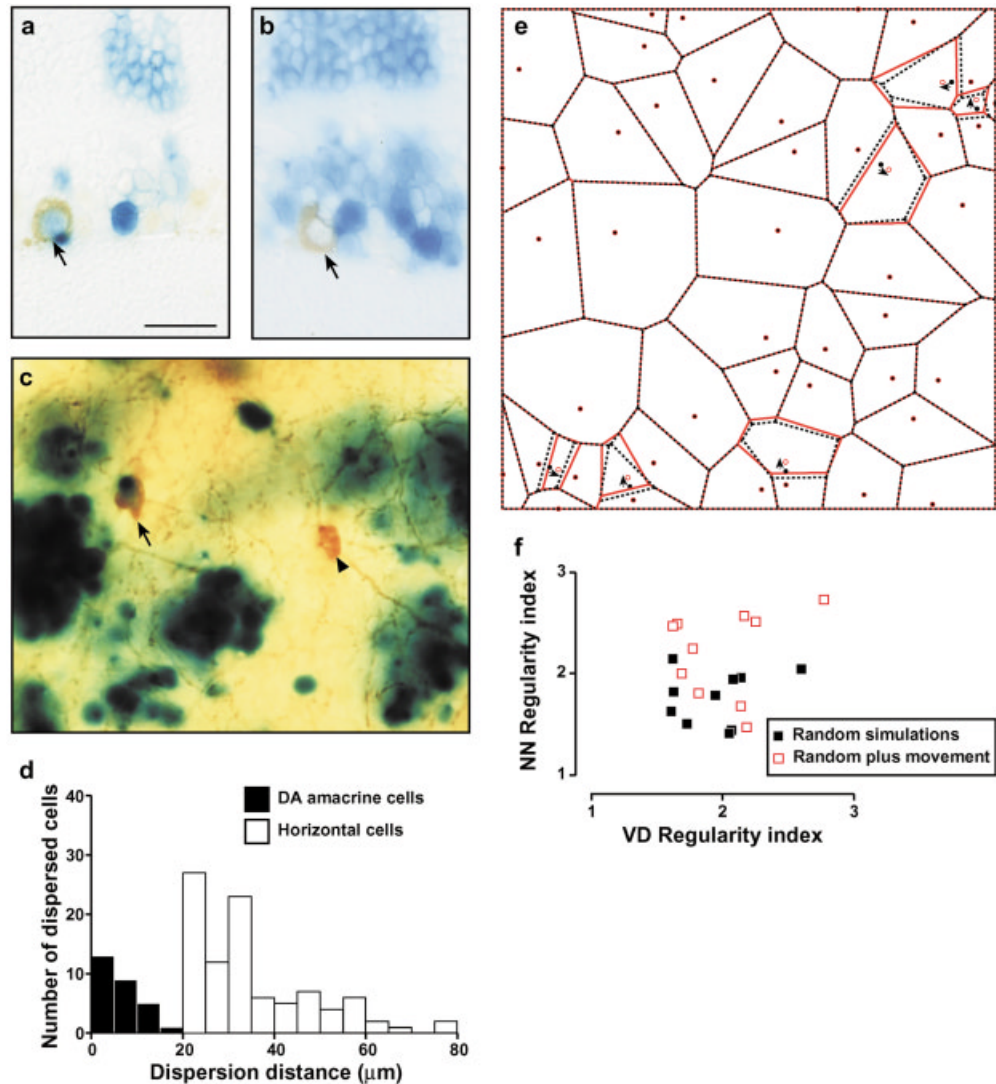 a
b
c
d
40
30
20
10
0
Number of dispersed cells
DA amacrine cells
Horizontal cells
0 20 40 60 80
Dispersion distance (μm)
e
f
3
2
1
NN Regularity index
Random simulations
Random plus movement
1 2 3
VD Regularity index